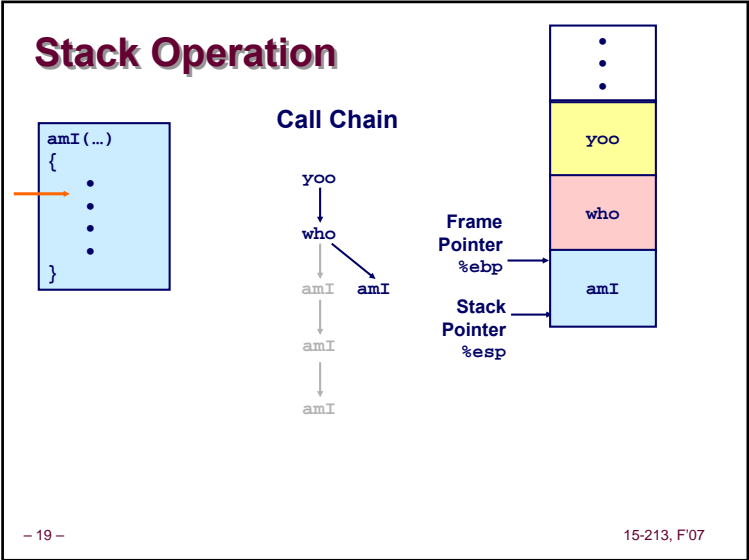 Stack Operation
amI(…)
{
•
•
•
•
}
Call Chain
yoo
who
amI amI
amI
amI
Frame
Pointer
%ebp
Stack
Pointer
%esp
•
•
•
yoo
who
amI
– 19 –
15-213, F'07